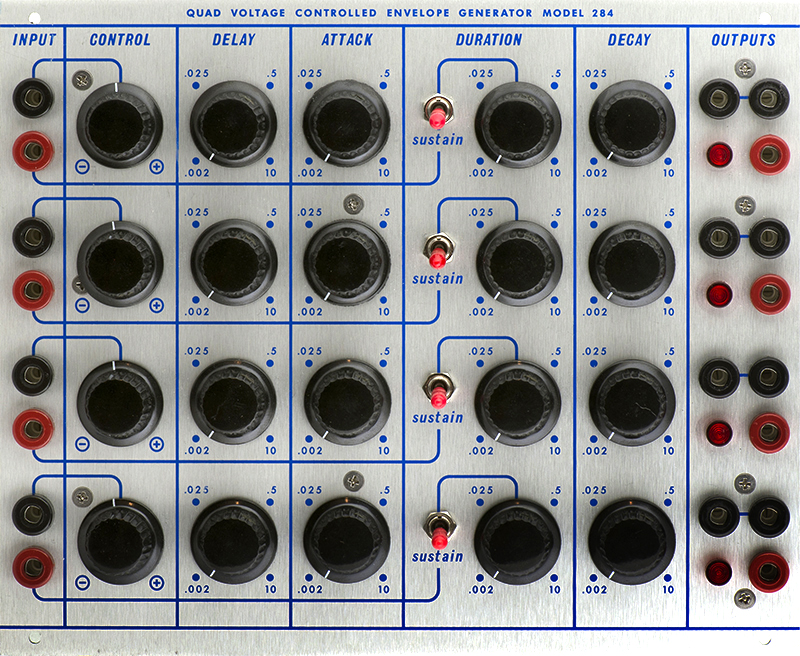 QUAD VOLTAGE CONTROLLED ENVELOPE GENERATOR MODEL 284
INPUT CONTROL DELAY ATTACK DURATION DECAY OUTPUTS
.025 .5 .025 .5 .025 .5 .025 .5
sustain
⊖ ⊕ .002 10 .002 10 .002 10 .002 10
.025 .5 .025 .5 .025 .5 .025 .5
sustain
⊖ ⊕ .002 10 .002 10 .002 10 .002 10
.025 .5 .025 .5 .025 .5 .025 .5
sustain
⊖ ⊕ .002 10 .002 10 .002 10 .002 10
.025 .5 .025 .5 .025 .5 .025 .5
sustain
⊖ ⊕ .002 10 .002 10 .002 10 .002 10